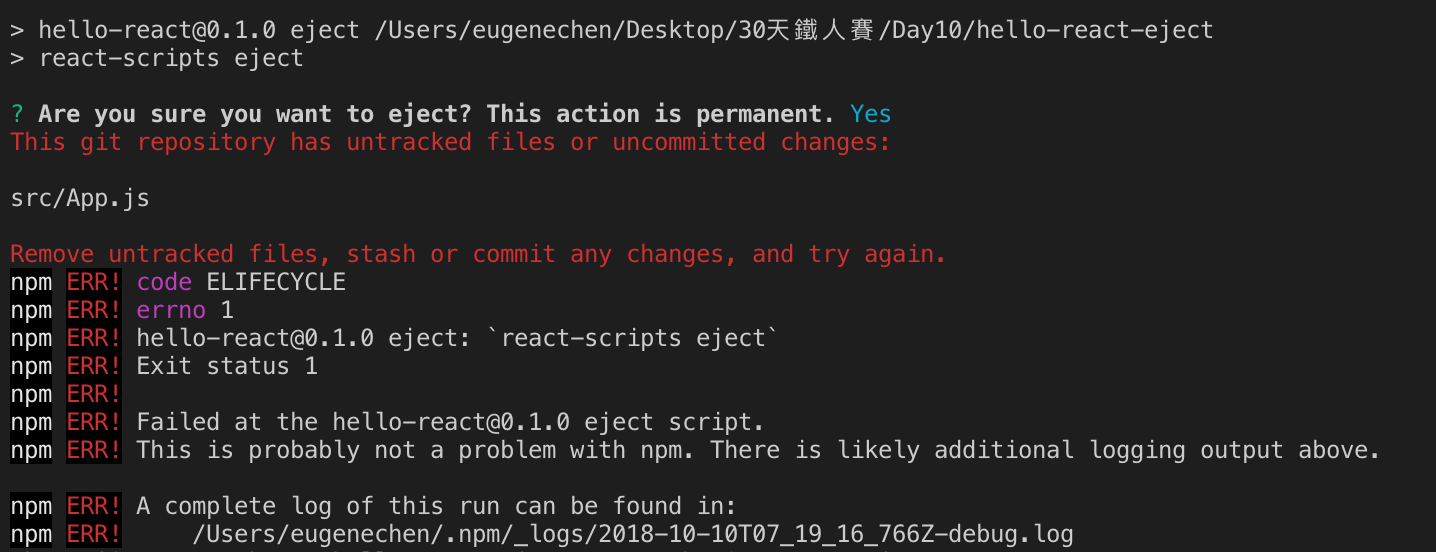 > hello-react@0.1.0 eject /Users/eugenechen/Desktop/30天鐵人賽/Day10/hello-react-eject
> react-scripts eject
? Are you sure you want to eject? This action is permanent. Yes
This git repository has untracked files or uncommitted changes:
src/App.js
Remove untracked files, stash or commit any changes, and try again.
npm ERR! code ELIFECYCLE
npm ERR! errno 1
npm ERR! hello-react@0.1.0 eject: `react-scripts eject`
npm ERR! Exit status 1
npm ERR!
npm ERR! Failed at the hello-react@0.1.0 eject script.
npm ERR! This is probably not a problem with npm. There is likely additional logging output above.
npm ERR! A complete log of this run can be found in:
npm ERR!     /Users/eugenechen/.npm/_logs/2018-10-10T07_19_16_766Z-debug.log